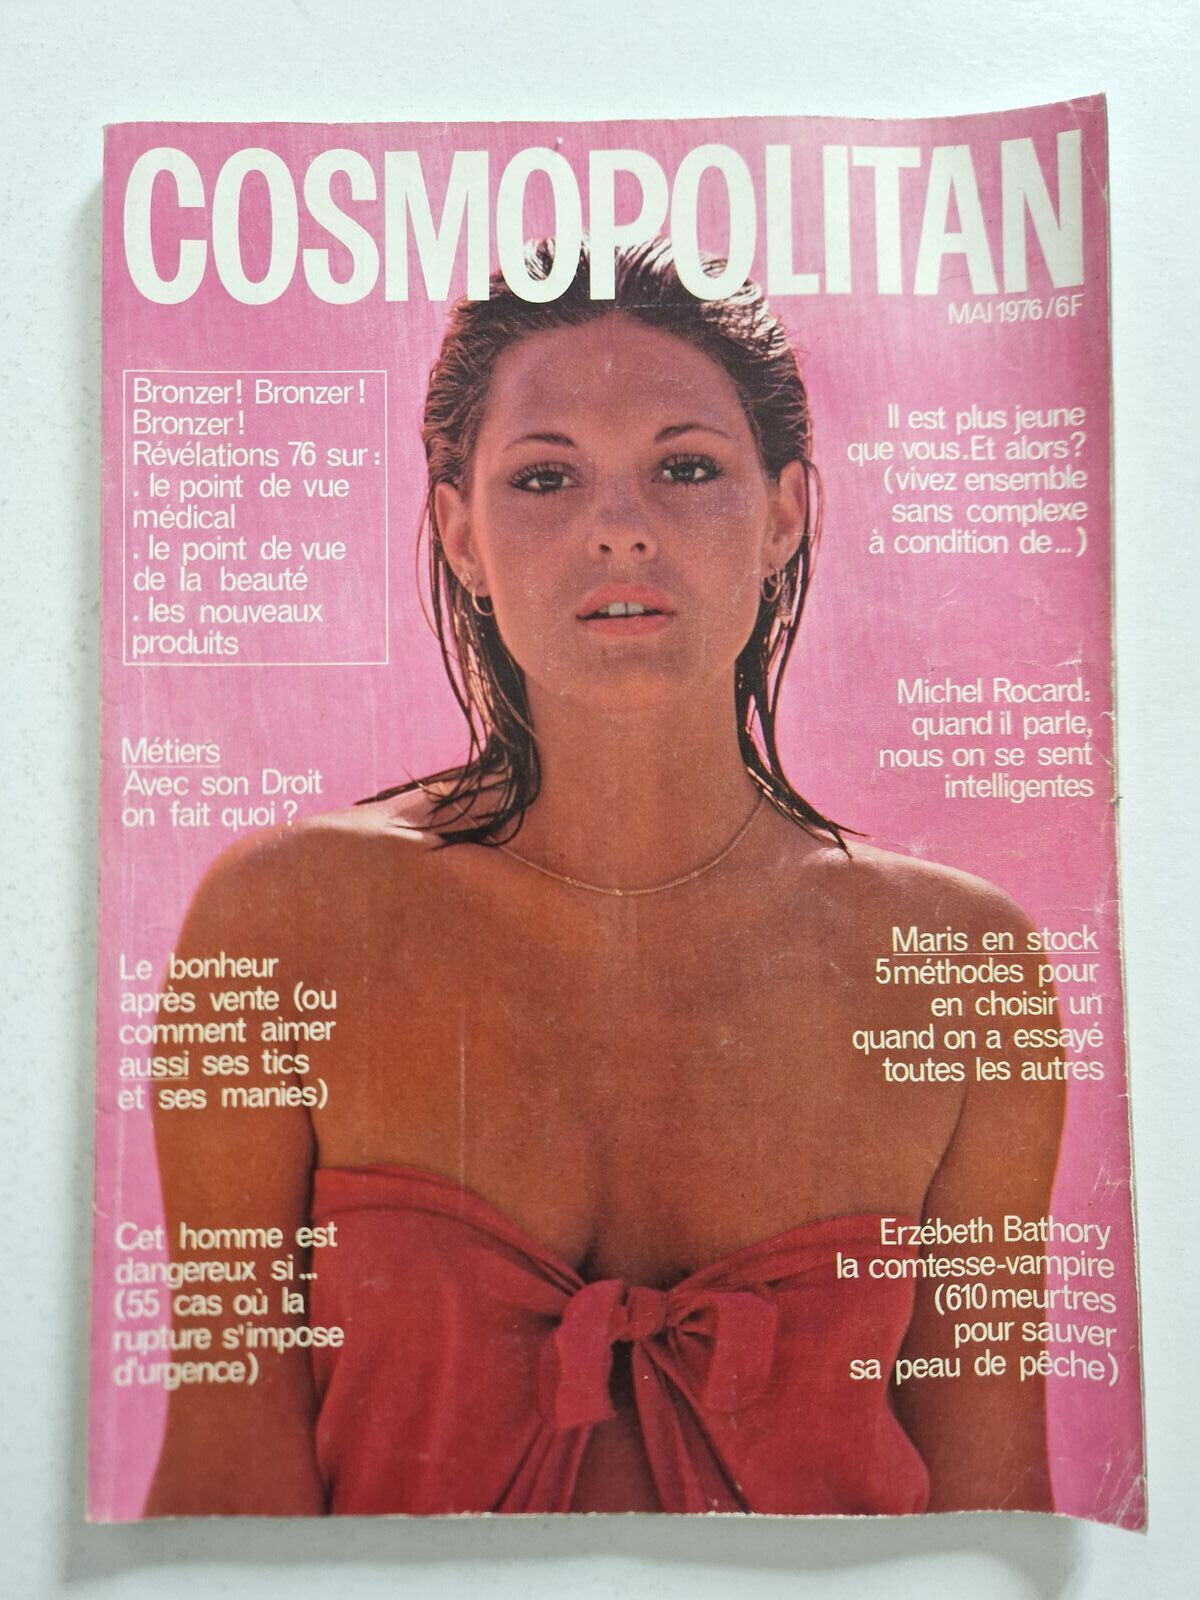 COSMOPOLITAN
MAI 1976/6F
Bronzer! Bronzer!
Bronzer!
Révélations 76 sur:
. le point de vue
médical
. le point de vue
de la beauté
. les nouveaux
produits
Métiers
Avec son Droit
on fait quoi?
Le bonheur
après vente (ou
comment aimer
aussi ses tics
et ses manies)
Cet homme est
dangereux si...
(55 cas où la
rupture s'impose
d'urgence)
Il est plus jeune
que vous.Et alors?
(vivez ensemble
sans complexe
à condition de...)
Michel Rocard:
quand il parle,
nous on se sent
intelligentes
Maris en stock
5 méthodes pour
en choisir un
quand on a essayé
toutes les autres
Erzébeth Bathory
la comtesse-vampire
(610 meurtres
pour sauver
sa peau de pêche)